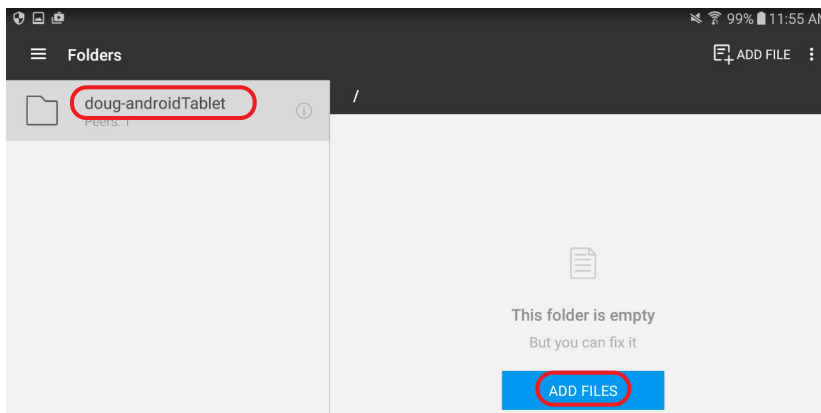 99% 11:55 AM
Folders
ADD FILE
doug-androidTablet
Peers: 1
/
This folder is empty
But you can fix it
ADD FILES